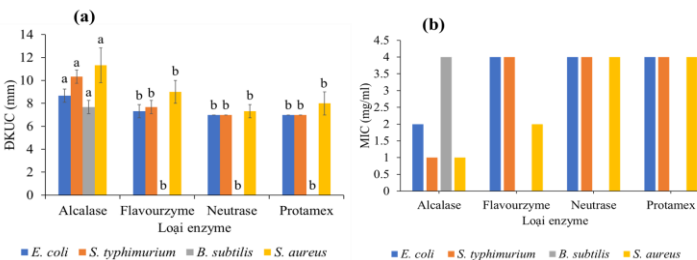 (a)
14
12
10
8
6
4
2
0
ĐKUC (mm)
a a a a
b b b b
b b b b
b b b b
Alcalase Flavourzyme Neutrase Protamex
Loại enzyme
E. coli S. typhimurium B. subtilis S. aureus
(b)
4.5
4
3.5
3
2.5
2
1.5
1
0.5
0
MIC (mg/ml)
Alcalase Flavourzyme Neutrase Protamex
Loại enzyme
E. coli S. typhimurium B. subtilis S. aureus